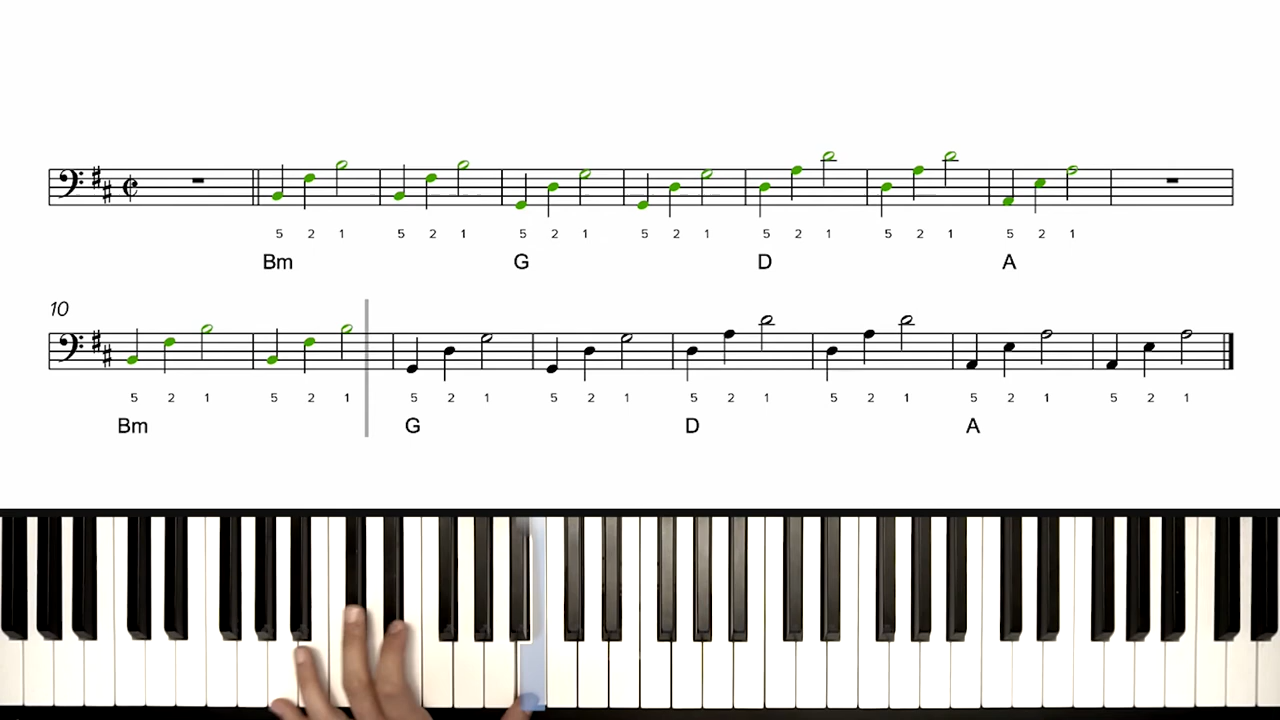 5 2 1 5 2 1 5 2 1 5 2 1 5 2 1 5 2 1 5 2 1
Bm G D A
10
5 2 1 5 2 1 5 2 1 5 2 1 5 2 1 5 2 1 5 2 1 5 2 1
Bm G D A